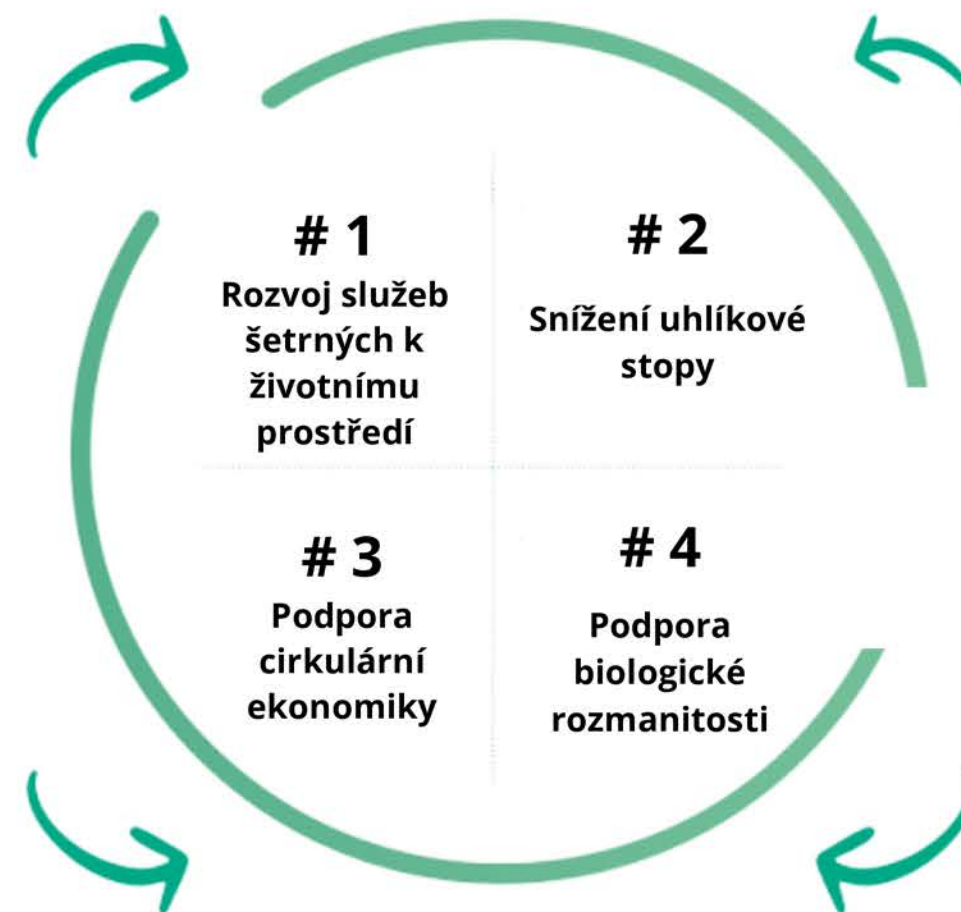 # 1
Rozvoj služeb
šetrných k
životnímu
prostředí
# 2
Snížení uhlíkové
stopy
# 3
Podpora
cirkulární
ekonomiky
# 4
Podpora
biologické
rozmanitosti